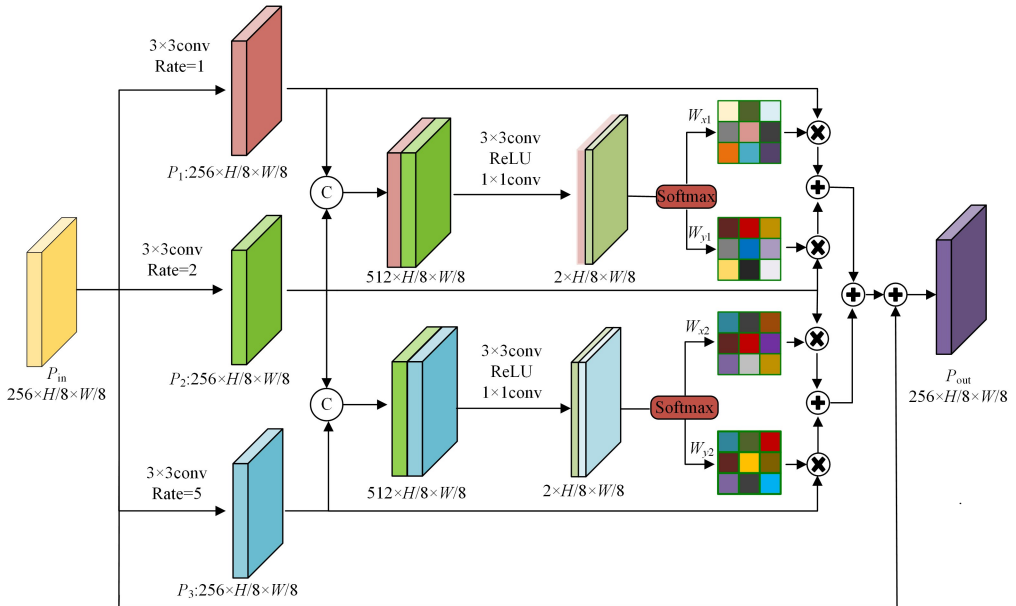 3×3conv
Rate=1
P₁:256×H/8×W/8
C
3×3conv
ReLU
1×1conv
512×H/8×W/8
2×H/8×W/8
Softmax
Wx1
Wy1
Pin
256×H/8×W/8
3×3conv
Rate=2
P₂:256×H/8×W/8
C
3×3conv
ReLU
1×1conv
512×H/8×W/8
2×H/8×W/8
Softmax
Wx2
Wy2
Pout
256×H/8×W/8
3×3conv
Rate=5
P₃:256×H/8×W/8